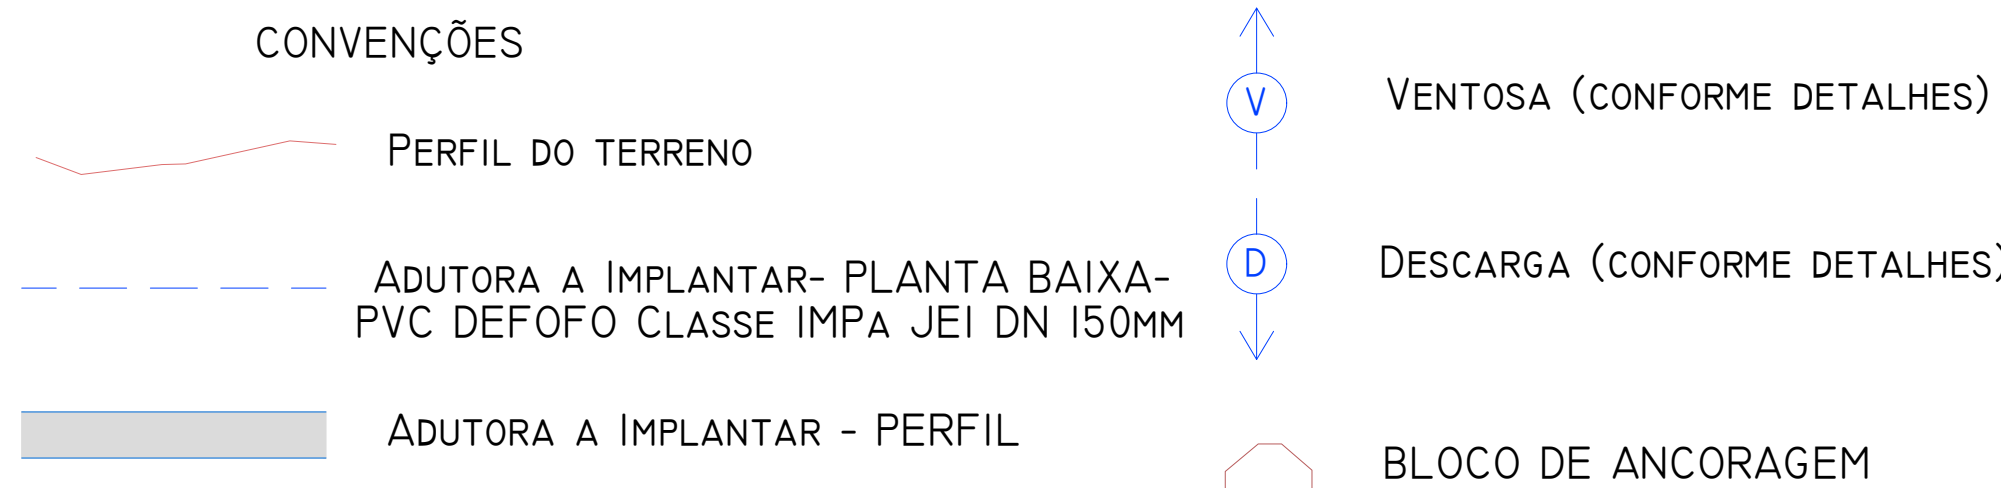 CONVENÇÕES
PERFIL DO TERRENO
ADUTORA A IMPLANTAR- PLANTA BAIXA-
PVC DEFOFO CLASSE 1MPA JEI DN 150MM
ADUTORA A IMPLANTAR - PERFIL
V
VENTOSA (CONFORME DETALHES)
D
DESCARGA (CONFORME DETALHES)
BLOCO DE ANCORAGEM